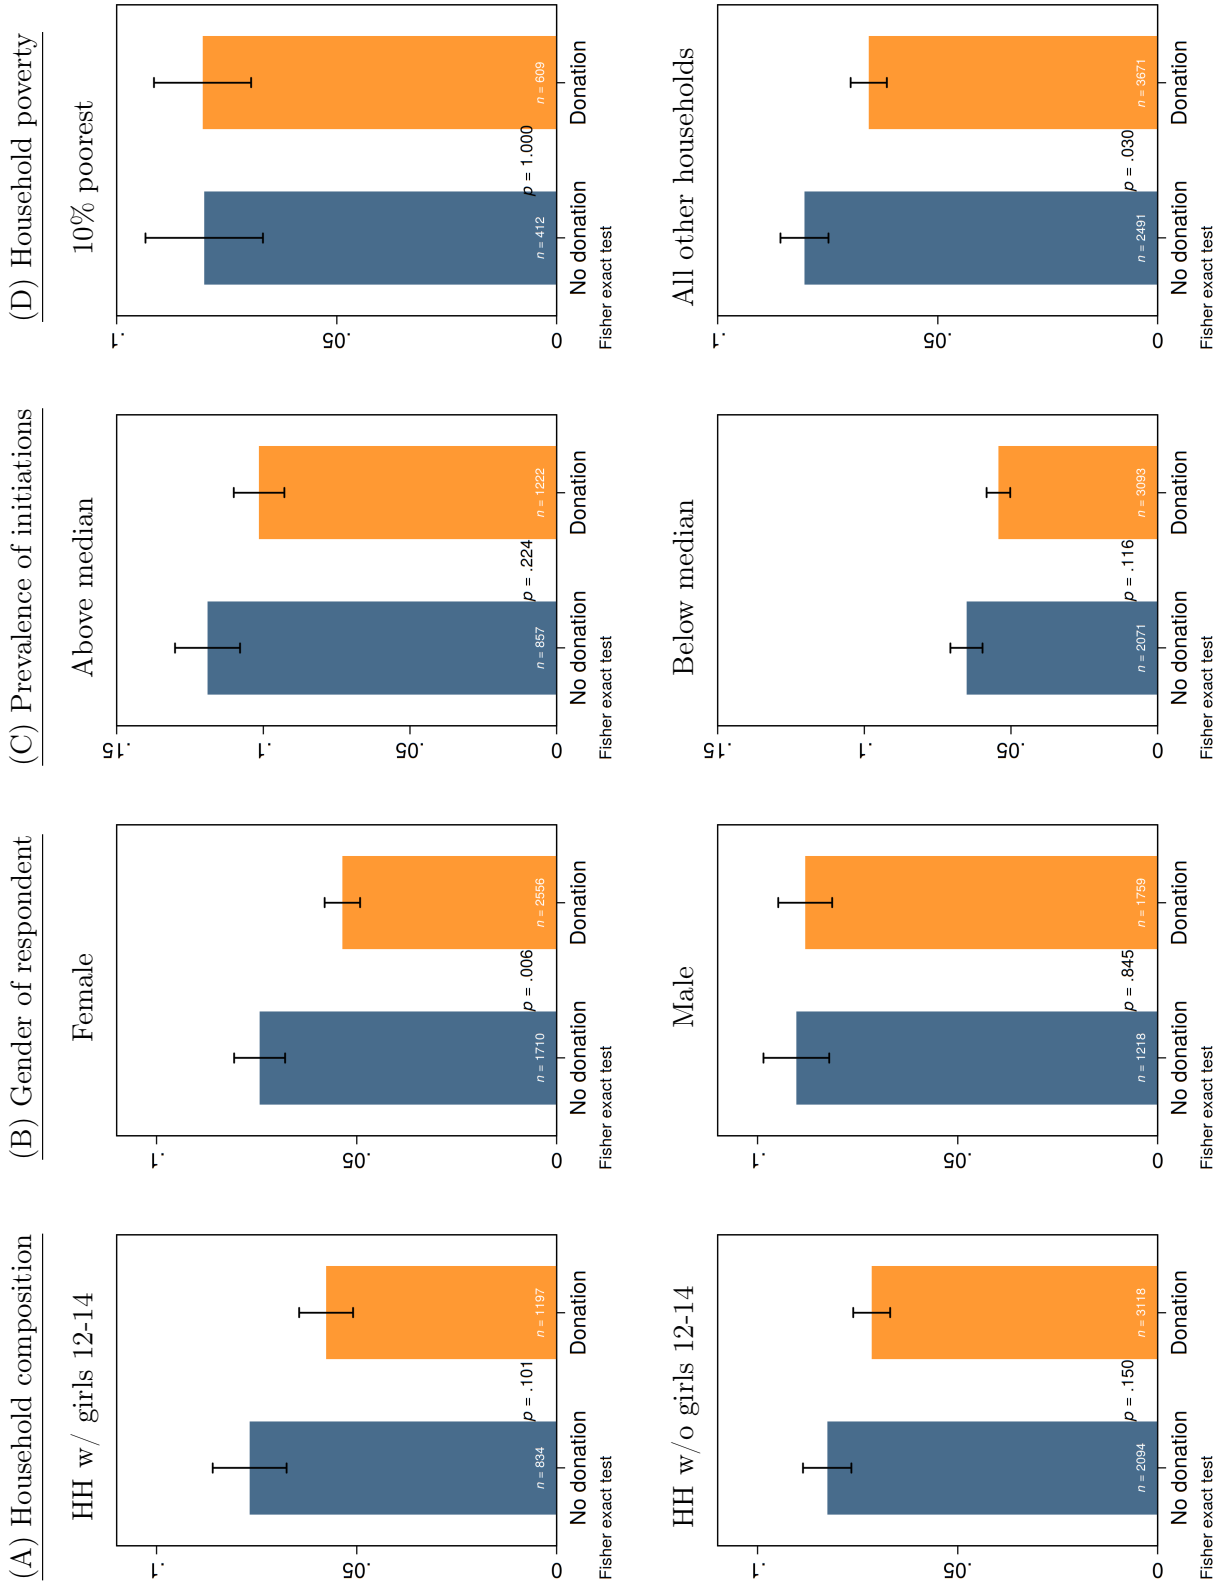 (A) Household composition
HH w/ girls 12-14
.1
.05
0
n = 834
p = .101
n = 1197
No donation
Donation
Fisher exact test
HH w/o girls 12-14
.1
.05
0
n = 2094
p = .150
n = 3118
No donation
Donation
Fisher exact test
(B) Gender of respondent
Female
.1
.05
0
n = 1710
p = .006
n = 2556
No donation
Donation
Fisher exact test
Male
.1
.05
0
n = 1218
p = .845
n = 1759
No donation
Donation
Fisher exact test
(C) Prevalence of initiations
Above median
.15
.1
.05
0
n = 857
p = .224
n = 1222
No donation
Donation
Fisher exact test
Below median
.15
.1
.05
0
n = 2071
p = .116
n = 3093
No donation
Donation
Fisher exact test
(D) Household poverty
10% poorest
.1
.05
0
n = 412
p = 1.000
n = 609
No donation
Donation
Fisher exact test
All other households
.1
.05
0
n = 2491
p = .030
n = 3671
No donation
Donation
Fisher exact test